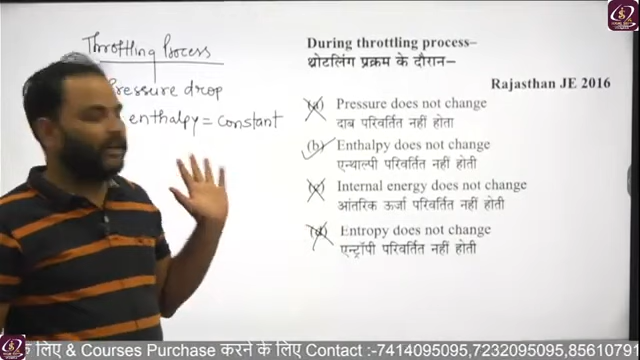 Throttling Process
Pressure drop
enthalpy = constant
During throttling process–
थ्रोटलिंग प्रक्रम के दौरान–
Rajasthan JE 2016
(a) Pressure does not change
दाब परिवर्तित नहीं होता
(b) Enthalpy does not change
एन्थाल्पी परिवर्तित नहीं होती
(c) Internal energy does not change
आंतरिक ऊर्जा परिवर्तित नहीं होती
(d) Entropy does not change
एन्ट्रॉपी परिवर्तित नहीं होती
के लिए & Courses Purchase करने के लिए Contact :-7414095095,7232095095,85610791